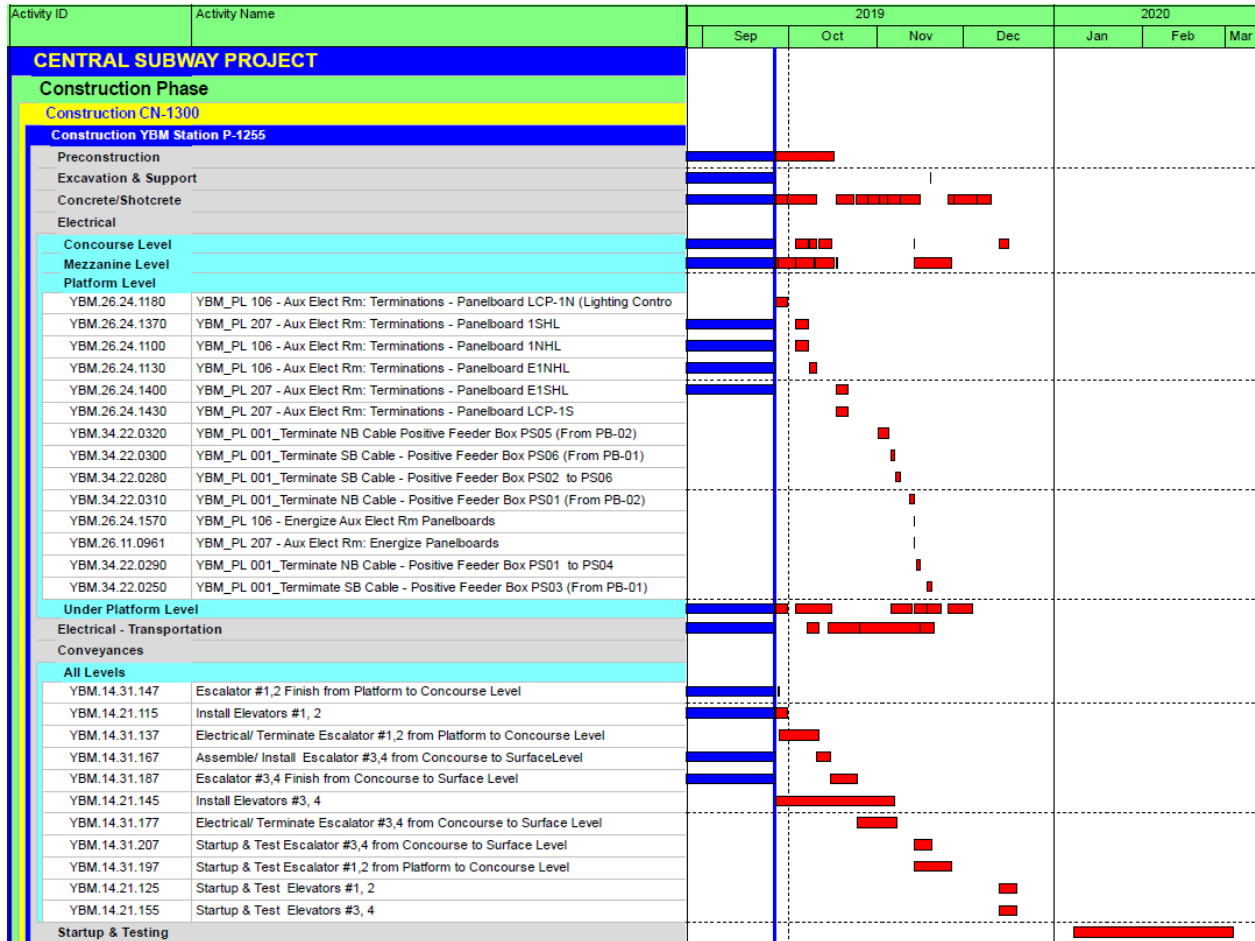 Activity ID Activity Name 2019 2020
Sep Oct Nov Dec Jan Feb Mar
CENTRAL SUBWAY PROJECT
Construction Phase
Construction CN-1300
Construction YBM Station P-1255
Preconstruction
Excavation & Support
Concrete/Shotcrete
Electrical
Concourse Level
Mezzanine Level
Platform Level
YBM.26.24.1180 YBM_PL 106 - Aux Elect Rm: Terminations - Panelboard LCP-1N (Lighting Contro
YBM.26.24.1370 YBM_PL 207 - Aux Elect Rm: Terminations - Panelboard 1SHL
YBM.26.24.1100 YBM_PL 106 - Aux Elect Rm: Terminations - Panelboard 1NHL
YBM.26.24.1130 YBM_PL 106 - Aux Elect Rm: Terminations - Panelboard E1NHL
YBM.26.24.1400 YBM_PL 207 - Aux Elect Rm: Terminations - Panelboard E1SHL
YBM.26.24.1430 YBM_PL 207 - Aux Elect Rm: Terminations - Panelboard LCP-1S
YBM.34.22.0320 YBM_PL 001_Terminate NB Cable Positive Feeder Box PS05 (From PB-02)
YBM.34.22.0300 YBM_PL 001_Terminate SB Cable - Positive Feeder Box PS06 (From PB-01)
YBM.34.22.0280 YBM_PL 001_Terminate SB Cable - Positive Feeder Box PS02 to PS06
YBM.34.22.0310 YBM_PL 001_Terminate NB Cable - Positive Feeder Box PS01 (From PB-02)
YBM.26.24.1570 YBM_PL 106 - Energize Aux Elect Rm Panelboards
YBM.26.11.0961 YBM_PL 207 - Aux Elect Rm: Energize Panelboards
YBM.34.22.0290 YBM_PL 001_Terminate NB Cable - Positive Feeder Box PS01 to PS04
YBM.34.22.0250 YBM_PL 001_Termimate SB Cable - Positive Feeder Box PS03 (From PB-01)
Under Platform Level
Electrical - Transportation
Conveyances
All Levels
YBM.14.31.147 Escalator #1,2 Finish from Platform to Concourse Level
YBM.14.21.115 Install Elevators #1, 2
YBM.14.31.137 Electrical/ Terminate Escalator #1,2 from Platform to Concourse Level
YBM.14.31.167 Assemble/ Install Escalator #3,4 from Concourse to SurfaceLevel
YBM.14.31.187 Escalator #3,4 Finish from Concourse to Surface Level
YBM.14.21.145 Install Elevators #3, 4
YBM.14.31.177 Electrical/ Terminate Escalator #3,4 from Concourse to Surface Level
YBM.14.31.207 Startup & Test Escalator #3,4 from Concourse to Surface Level
YBM.14.31.197 Startup & Test Escalator #1,2 from Platform to Concourse Level
YBM.14.21.125 Startup & Test Elevators #1, 2
YBM.14.21.155 Startup & Test Elevators #3, 4
Startup & Testing